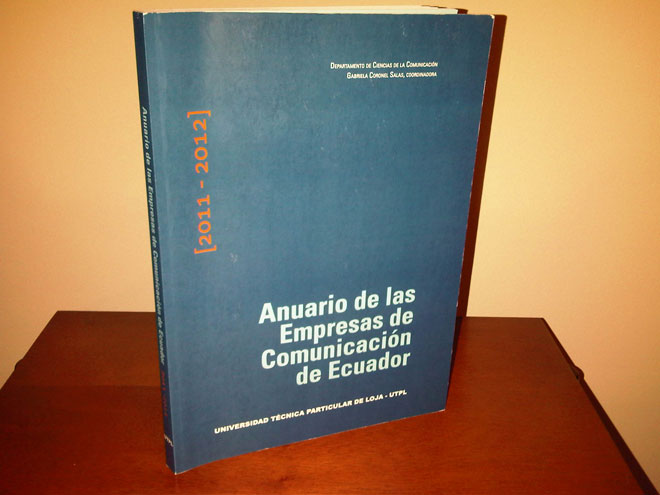 DEPARTAMENTO DE CIENCIAS DE LA COMUNICACIÓN
GABRIELA CORONEL SALAS, COORDINADORA
[2011 - 2012]
Anuario de las
Empresas de
Comunicación
de Ecuador
UNIVERSIDAD TÉCNICA PARTICULAR DE LOJA - UTPL
Anuario de las Empresas de Comunicación de Ecuador